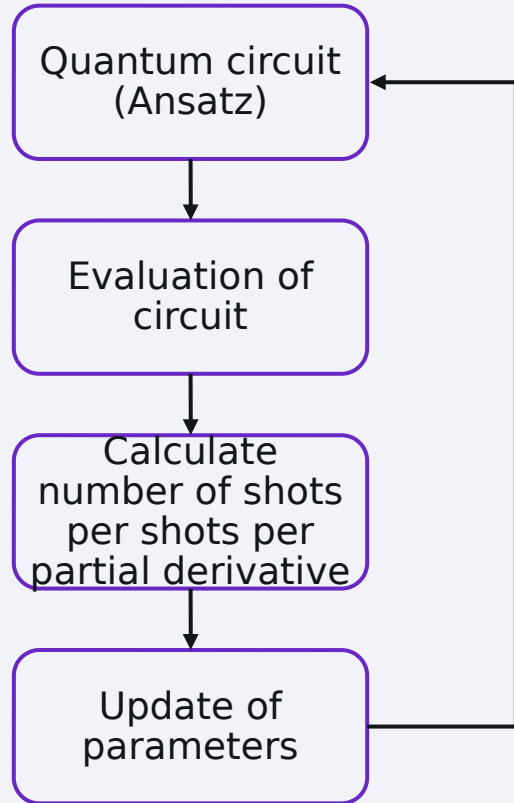 Quantum circuit
(Ansatz)
Evaluation of
circuit
Calculate
number of shots
per shots per
partial derivative
Update of
parameters